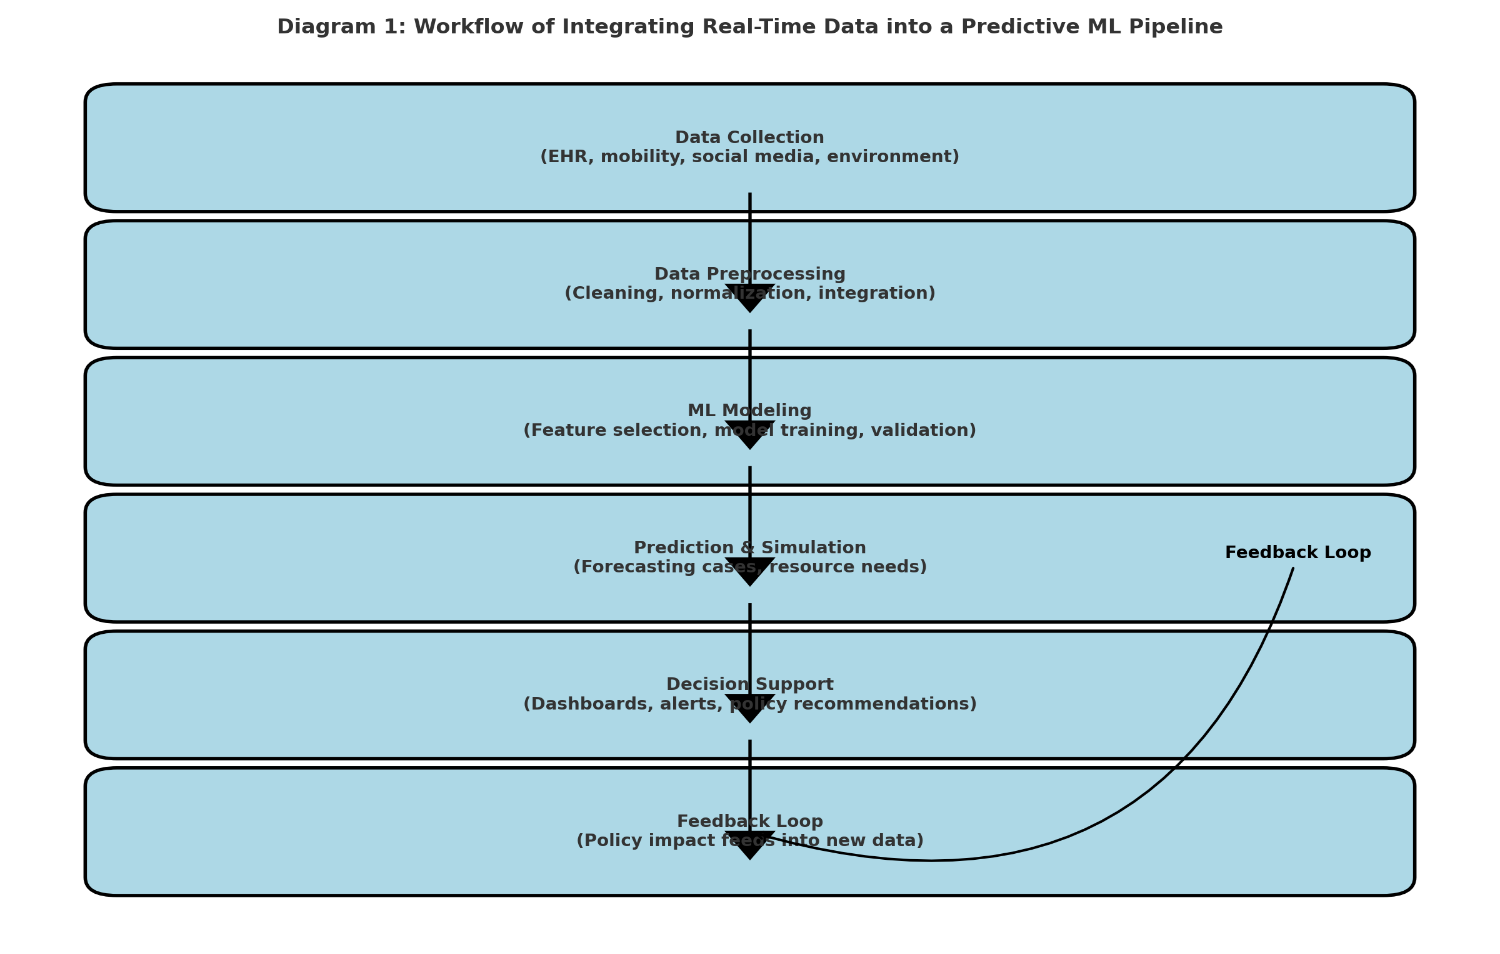 Diagram 1: Workflow of Integrating Real-Time Data into a Predictive ML Pipeline
Data Collection
(EHR, mobility, social media, environment)
Data Preprocessing
(Cleaning, normalization, integration)
ML Modeling
(Feature selection, model training, validation)
Prediction & Simulation
(Forecasting cases, resource needs)
Feedback Loop
Decision Support
(Dashboards, alerts, policy recommendations)
Feedback Loop
(Policy impact feeds into new data)